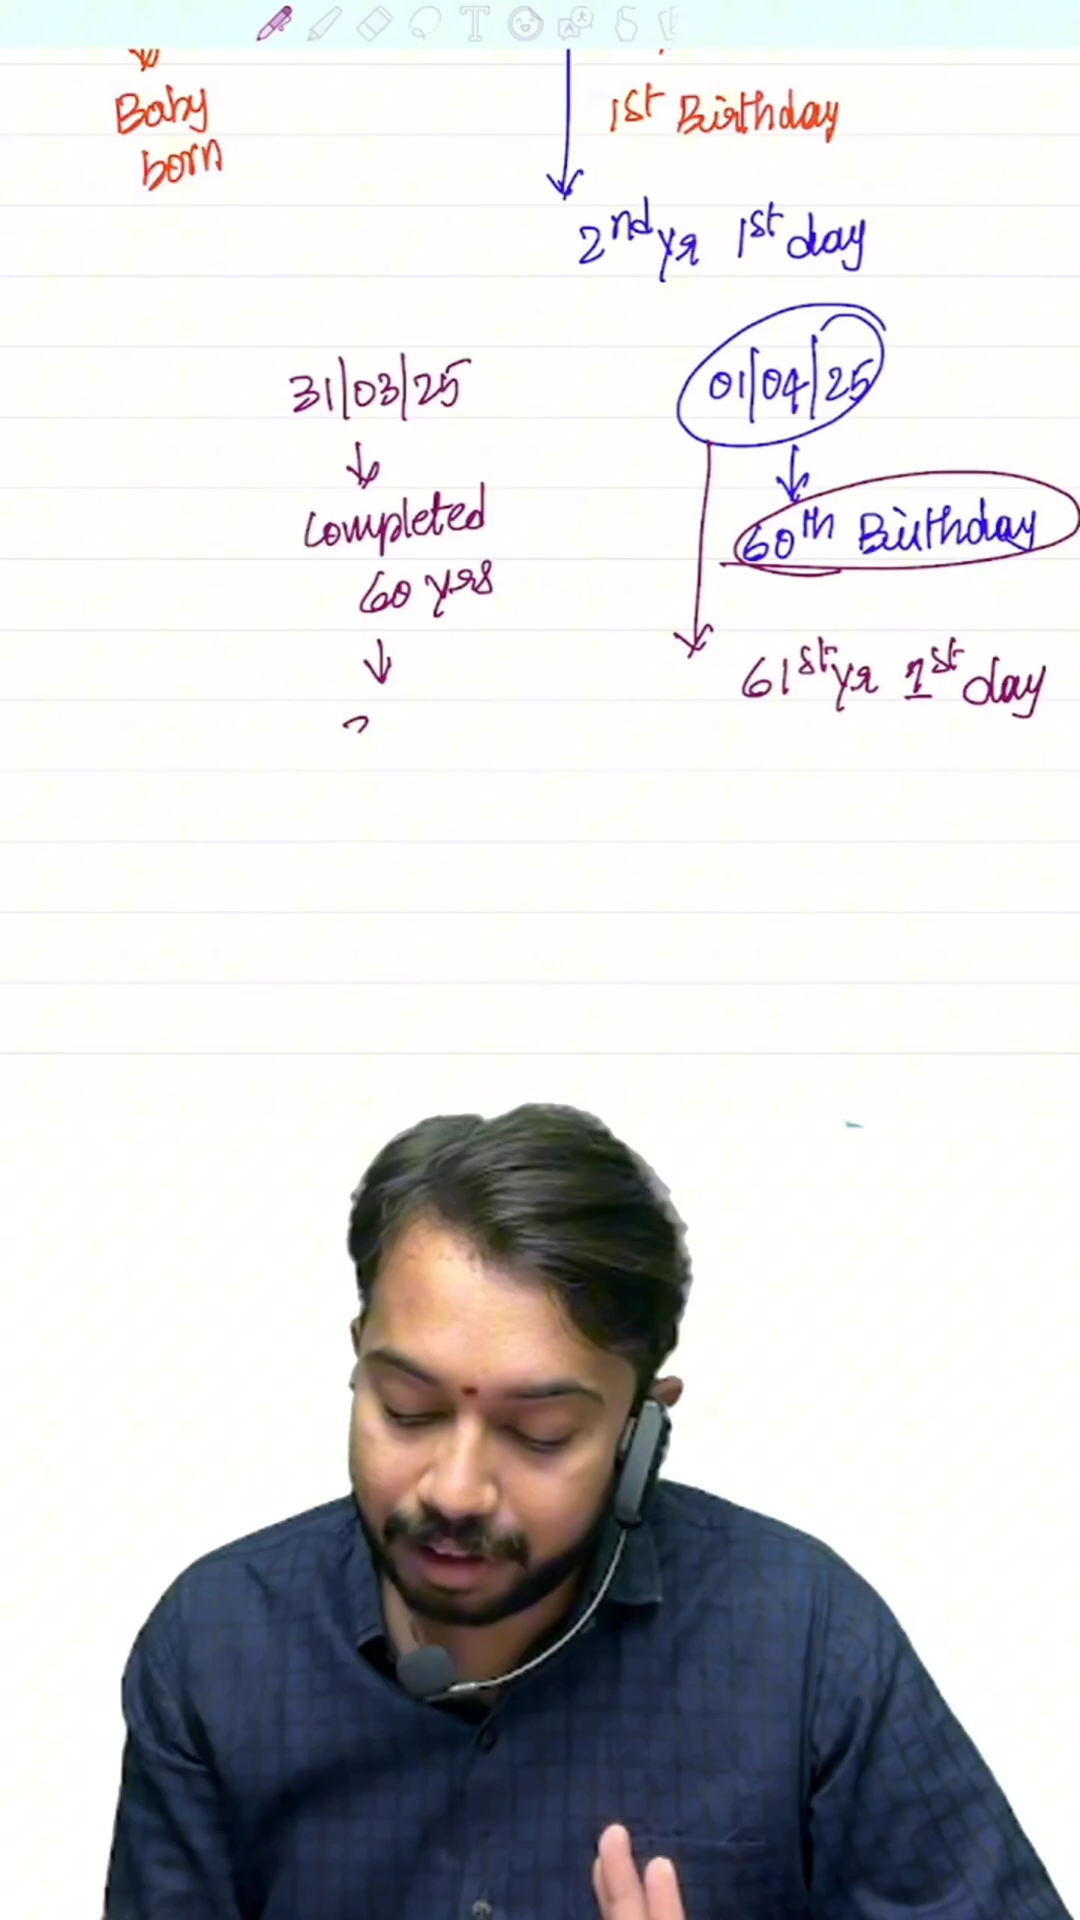 Baby
born
1st Birthday
2nd yr 1st day
31/03/25
01/04/25
Completed
60 yrs
60th Birthday
61st yr 1st day